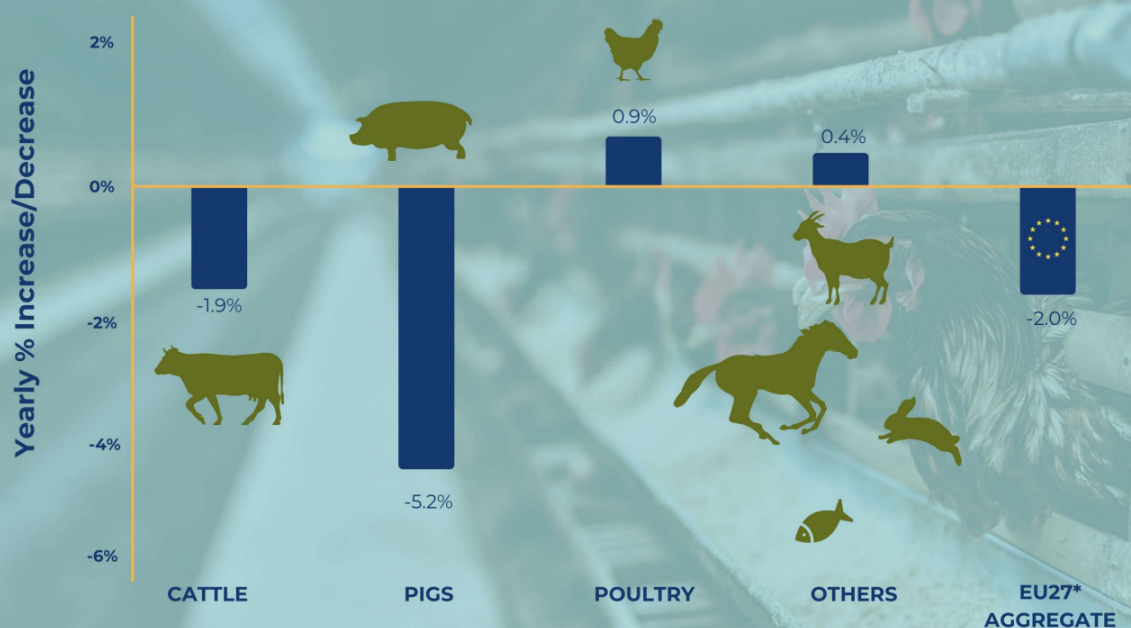 Yearly % Increase/Decrease
2%
0%
-2%
-4%
-6%
-1.9%
-5.2%
0.9%
0.4%
-2.0%
CATTLE
PIGS
POULTRY
OTHERS
EU27*
AGGREGATE